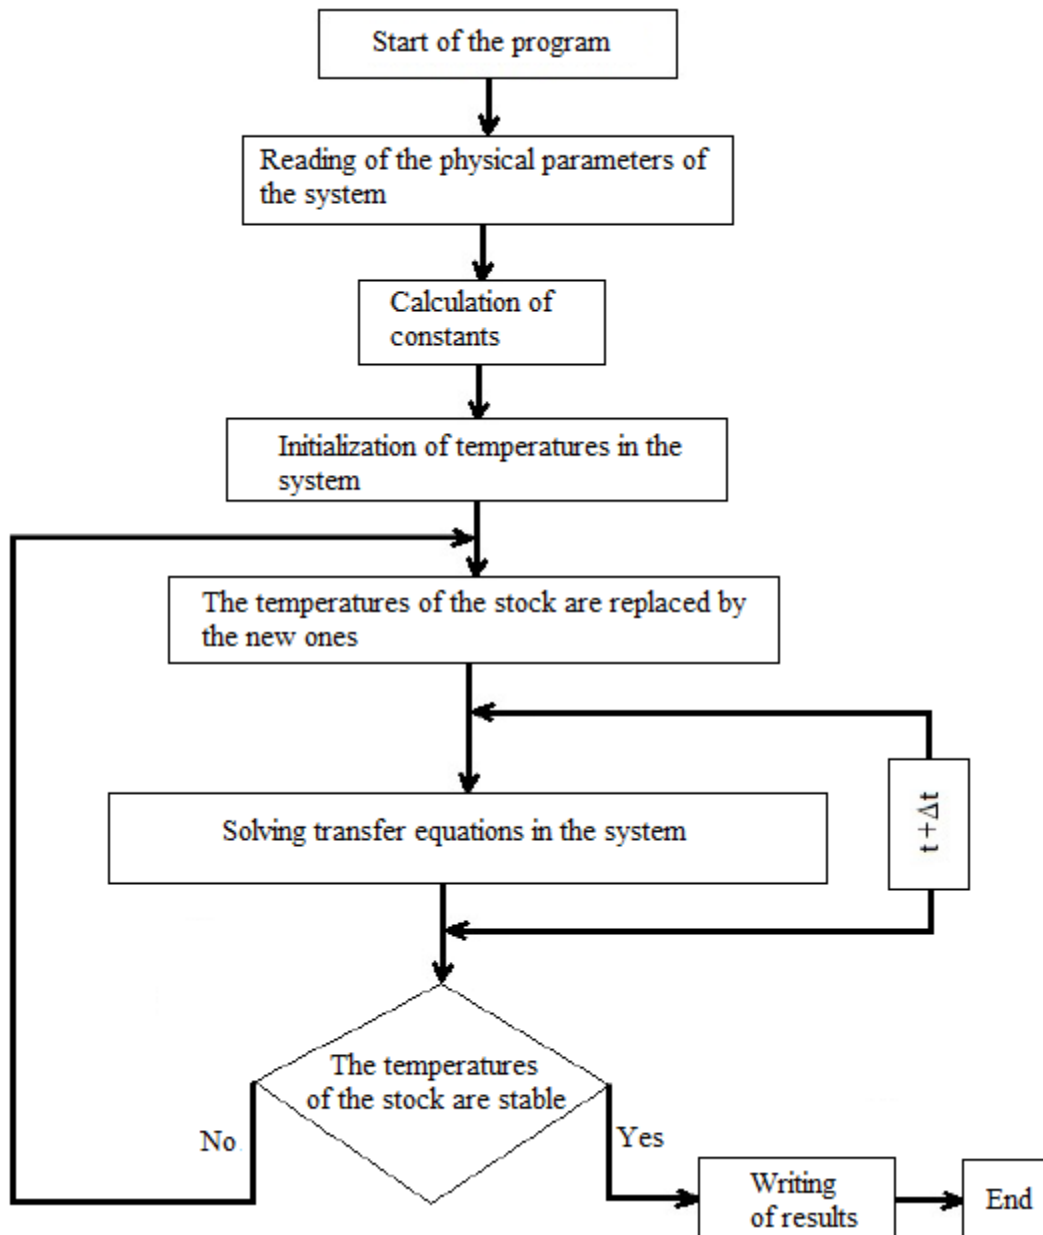 Start of the program
Reading of the physical parameters of
the system
Calculation of
constants
Initialization of temperatures in the
system
The temperatures of the stock are replaced by
the new ones
t+Δt
Solving transfer equations in the system
The temperatures
of the stock are stable
No
Yes
Writing
of results
End